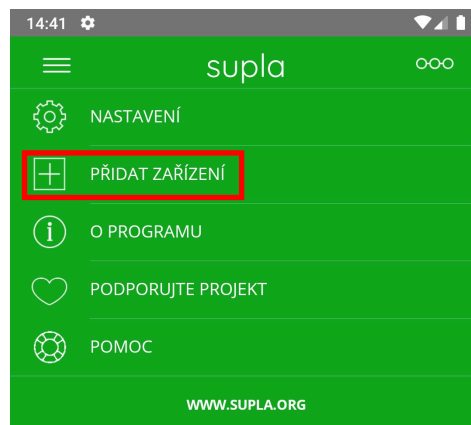 14:41
supla
NASTAVENÍ
PŘIDAT ZAŘÍZENÍ
O PROGRAMU
PODPORUJTE PROJEKT
POMOC
WWW.SUPLA.ORG